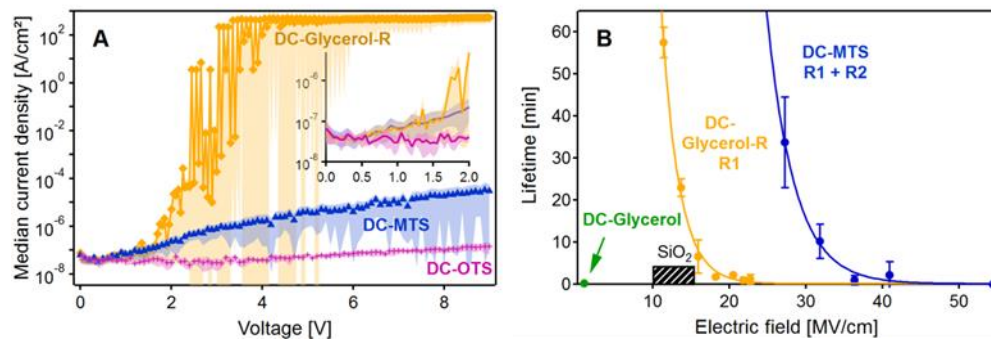 A
Median current density [A/cm²]
10²
10⁰
10⁻²
10⁻⁴
10⁻⁶
10⁻⁸
0
2
4
6
8
Voltage [V]
DC-Glycerol-R
DC-MTS
DC-OTS
10⁻⁶
10⁻⁷
10⁻⁸
0.0
0.5
1.0
1.5
2.0
B
Lifetime [min]
60
50
40
30
20
10
0
0
10
20
30
40
50
Electric field [MV/cm]
DC-MTS
R1 + R2
DC-
Glycerol-R
R1
DC-Glycerol
SiO₂